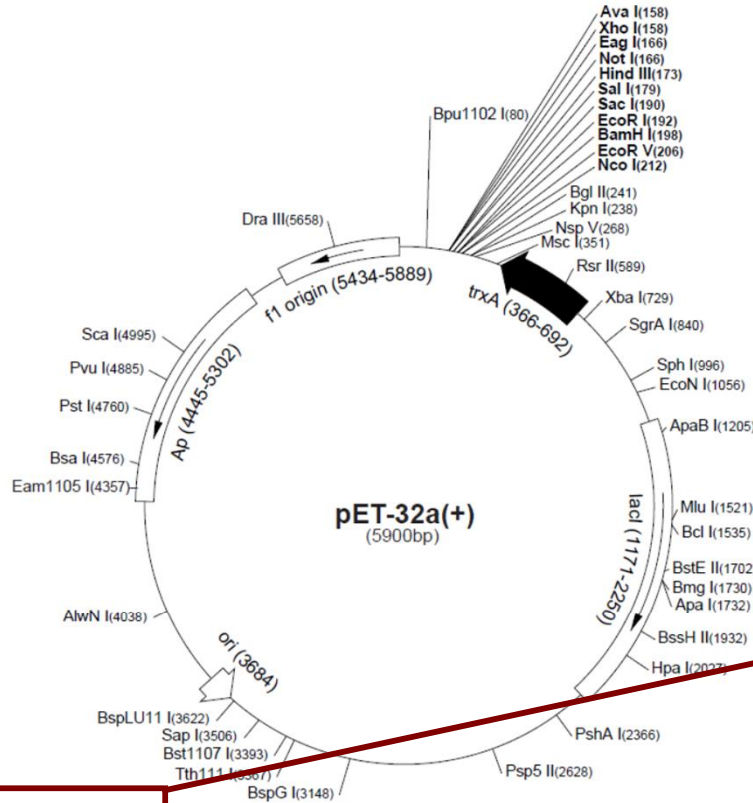 Ava I(158)
Xho I(158)
Eag I(166)
Not I(166)
Hind III(173)
Sal I(179)
Sac I(190)
EcoR I(192)
BamH I(198)
EcoR V(206)
Nco I(212)
Bpu1102 I(80)
Bgl II(241)
Kpn I(238)
Nsp V(268)
Msc I(351)
Rsr II(589)
Xba I(729)
SgrA I(840)
Sph I(996)
EcoN I(1056)
ApaB I(1205)
Mlu I(1521)
Bcl I(1535)
BstE II(1702)
Bmg I(1730)
Apa I(1732)
BssH II(1932)
Hpa I(2027)
PshA I(2366)
Psp5 II(2628)
BspG I(3148)
Tth111 I(3367)
Bst1107 I(3393)
Sap I(3506)
BspLU11 I(3622)
AlwN I(4038)
Eam1105 I(4357)
Bsa I(4576)
Pst I(4760)
Pvu I(4885)
Sca I(4995)
Dra III(5658)
f1 origin (5434-5889)
trxA (366-692)
Ap (4445-5302)
lacI (1171-2250)
ori (3684)
pET-32a(+)
(5900bp)